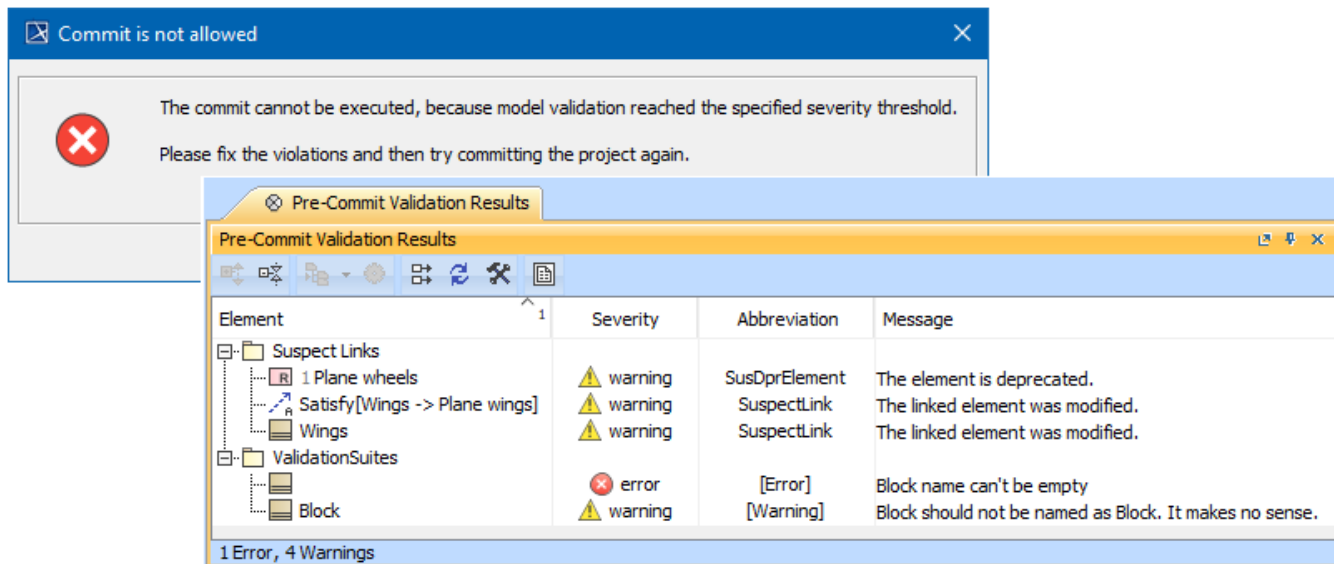 Commit is not allowed
The commit cannot be executed, because model validation reached the specified severity threshold.
Please fix the violations and then try committing the project again.
Pre-Commit Validation Results
Pre-Commit Validation Results
Element 1 Severity Abbreviation Message
Suspect Links
R 1 Plane wheels warning SusDprElement The element is deprecated.
A Satisfy[Wings -> Plane wings] warning SuspectLink The linked element was modified.
Wings warning SuspectLink The linked element was modified.
ValidationSuites
error [Error] Block name can't be empty
Block warning [Warning] Block should not be named as Block. It makes no sense.
1 Error, 4 Warnings